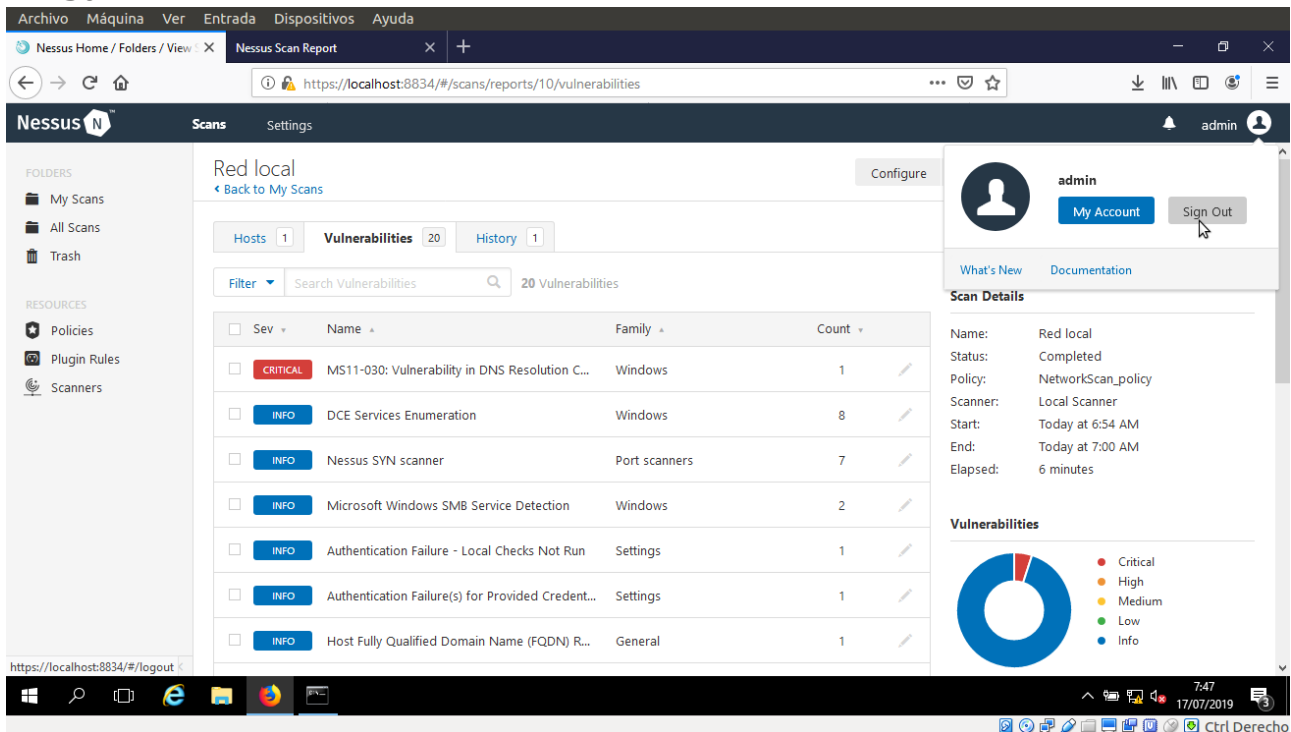 Archivo Máquina Ver Entrada Dispositivos Ayuda
Nessus Home / Folders / View S
Nessus Scan Report
https://localhost:8834/#/scans/reports/10/vulnerabilities
Nessus N
Scans Settings
admin
FOLDERS
My Scans
All Scans
Trash
RESOURCES
Policies
Plugin Rules
Scanners
Red local
Back to My Scans
Configure
admin
My Account
Sign Out
What's New
Documentation
Hosts 1
Vulnerabilities 20
History 1
Filter
Search Vulnerabilities
20 Vulnerabilities
Sev Name Family Count
CRITICAL MS11-030: Vulnerability in DNS Resolution C... Windows 1
INFO DCE Services Enumeration Windows 8
INFO Nessus SYN scanner Port scanners 7
INFO Microsoft Windows SMB Service Detection Windows 2
INFO Authentication Failure - Local Checks Not Run Settings 1
INFO Authentication Failure(s) for Provided Credent... Settings 1
INFO Host Fully Qualified Domain Name (FQDN) R... General 1
Scan Details
Name: Red local
Status: Completed
Policy: NetworkScan_policy
Scanner: Local Scanner
Start: Today at 6:54 AM
End: Today at 7:00 AM
Elapsed: 6 minutes
Vulnerabilities
Critical
High
Medium
Low
Info
https://localhost:8834/#/logout
7:47
17/07/2019
3
Ctrl Derecho